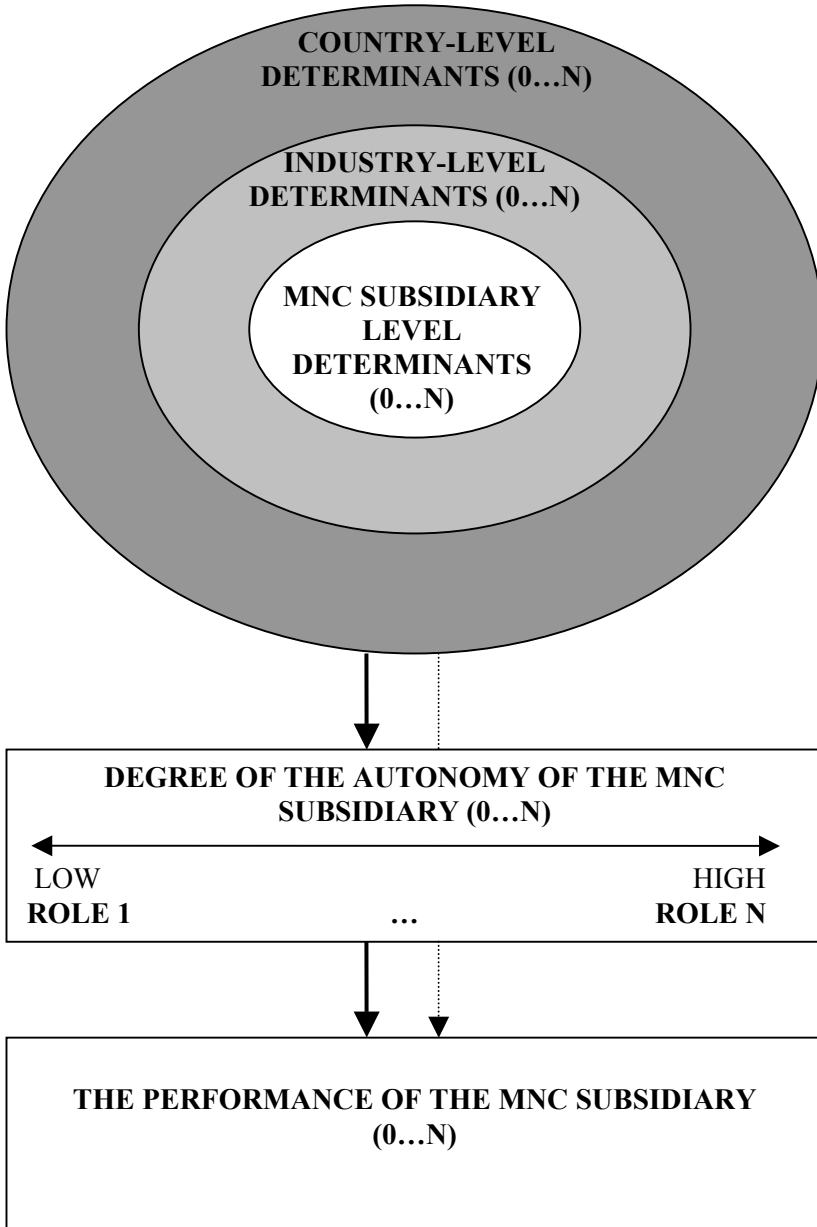 COUNTRY-LEVEL
DETERMINANTS (0…N)
INDUSTRY-LEVEL
DETERMINANTS (0…N)
MNC SUBSIDIARY
LEVEL
DETERMINANTS
(0…N)
DEGREE OF THE AUTONOMY OF THE MNC
SUBSIDIARY (0…N)
LOW HIGH
ROLE 1 … ROLE N
THE PERFORMANCE OF THE MNC SUBSIDIARY
(0…N)